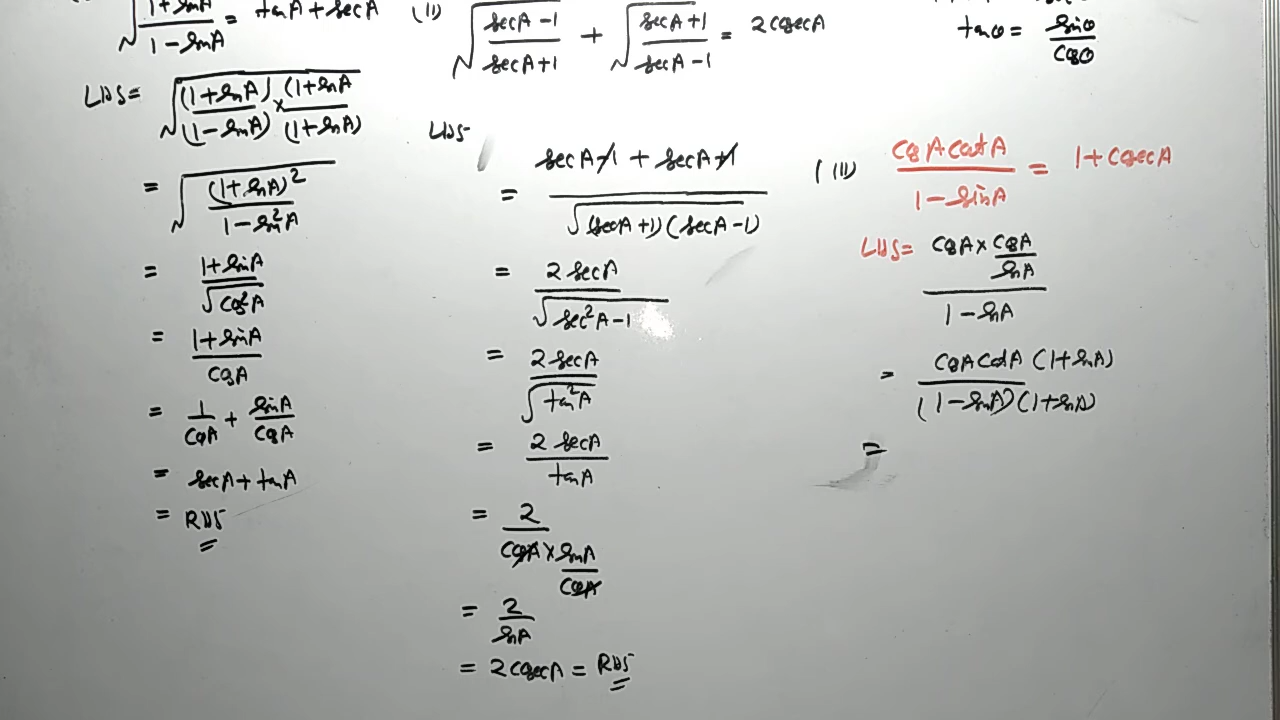 √((1+sinA)/(1-sinA)) = tanA + secA
LHS = √((1+sinA)/(1-sinA) × (1+sinA)/(1+sinA))
= √((1+sinA)²/(1-sin²A))
= (1+sinA)/√(cos²A)
= (1+sinA)/cosA
= 1/cosA + sinA/cosA
= secA + tanA
= RHS
(II) √((secA-1)/(secA+1)) + √((secA+1)/(secA-1)) = 2cosecA
LHS
= (secA-1 + secA+1)/√((secA+1)(secA-1))
= 2secA/√(sec²A-1)
= 2secA/√(tan²A)
= 2secA/tanA
= 2/(cosA × sinA/cosA)
= 2/sinA
= 2cosecA = RHS
tanθ = sinθ/cosθ
(III) cosA cotA/(1-sinA) = 1+cosecA
LHS = (cosA × cosA/sinA)/(1-sinA)
= cosA cotA (1+sinA)/((1-sinA)(1+sinA))
=